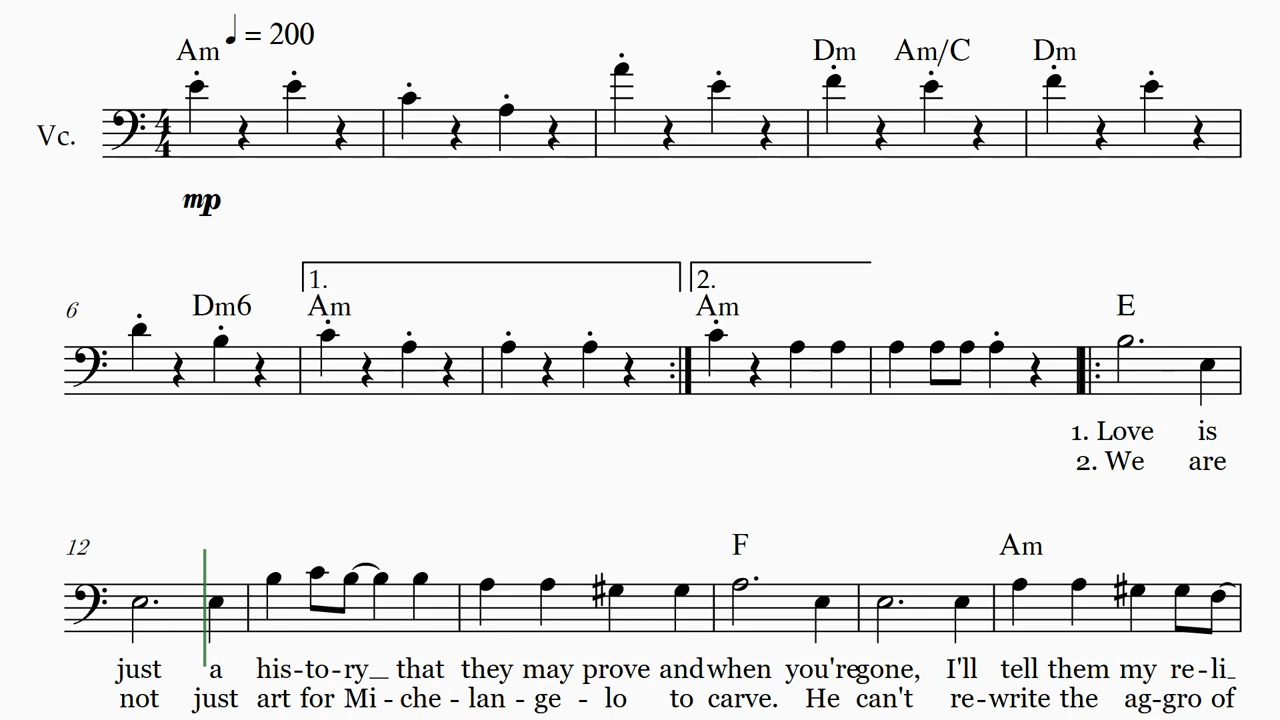 ♩ = 200
Am Dm Am/C Dm
Vc.
4
4
mp
1. 2.
6 Dm6 Am Am E
1. Love is
2. We are
12 F Am
just a his-to-ry_ that they may prove and when you're gone, I'll tell them my re-li_
not just art for Mi-che-lan-ge-lo to carve. He can't re-write the ag-gro of